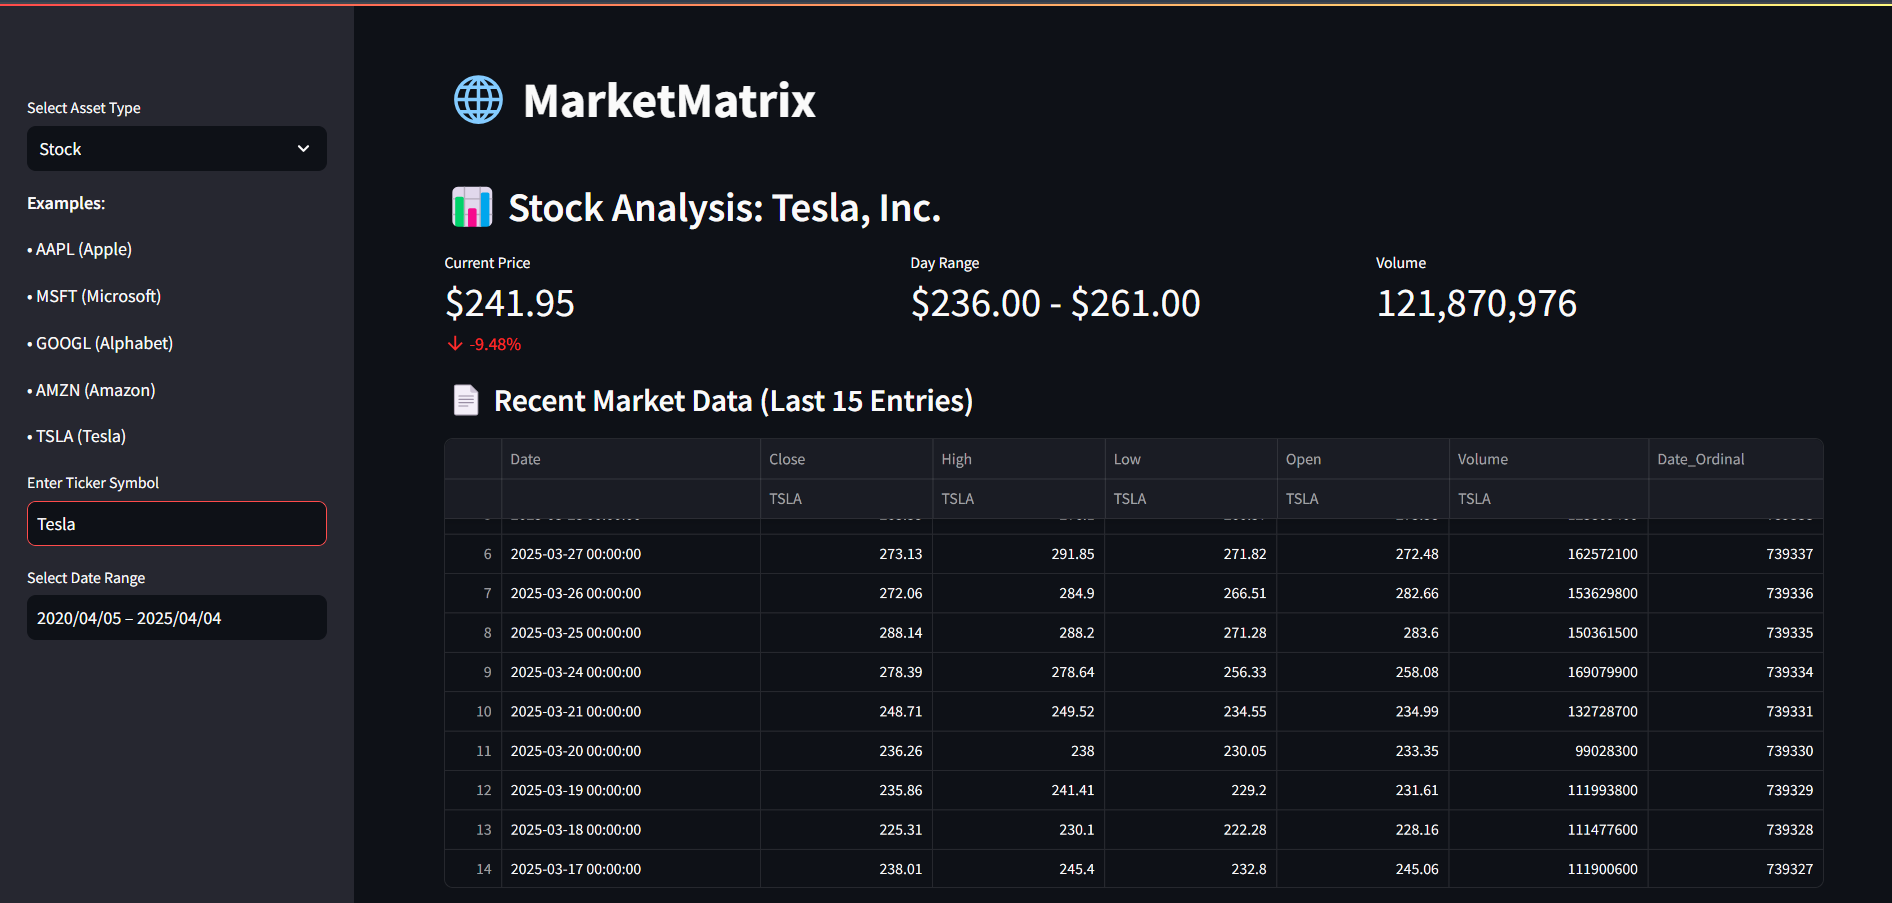 Select Asset Type
Stock
Examples:
• AAPL (Apple)
• MSFT (Microsoft)
• GOOGL (Alphabet)
• AMZN (Amazon)
• TSLA (Tesla)
Enter Ticker Symbol
Tesla
Select Date Range
2020/04/05 – 2025/04/04
MarketMatrix
Stock Analysis: Tesla, Inc.
Current Price Day Range Volume
$241.95 $236.00 - $261.00 121,870,976
-9.48%
Recent Market Data (Last 15 Entries)
Date Close High Low Open Volume Date_Ordinal
TSLA TSLA TSLA TSLA TSLA
6 2025-03-27 00:00:00 273.13 291.85 271.82 272.48 162572100 739337
7 2025-03-26 00:00:00 272.06 284.9 266.51 282.66 153629800 739336
8 2025-03-25 00:00:00 288.14 288.2 271.28 283.6 150361500 739335
9 2025-03-24 00:00:00 278.39 278.64 256.33 258.08 169079900 739334
10 2025-03-21 00:00:00 248.71 249.52 234.55 234.99 132728700 739331
11 2025-03-20 00:00:00 236.26 238 230.05 233.35 99028300 739330
12 2025-03-19 00:00:00 235.86 241.41 229.2 231.61 111993800 739329
13 2025-03-18 00:00:00 225.31 230.1 222.28 228.16 111477600 739328
14 2025-03-17 00:00:00 238.01 245.4 232.8 245.06 111900600 739327